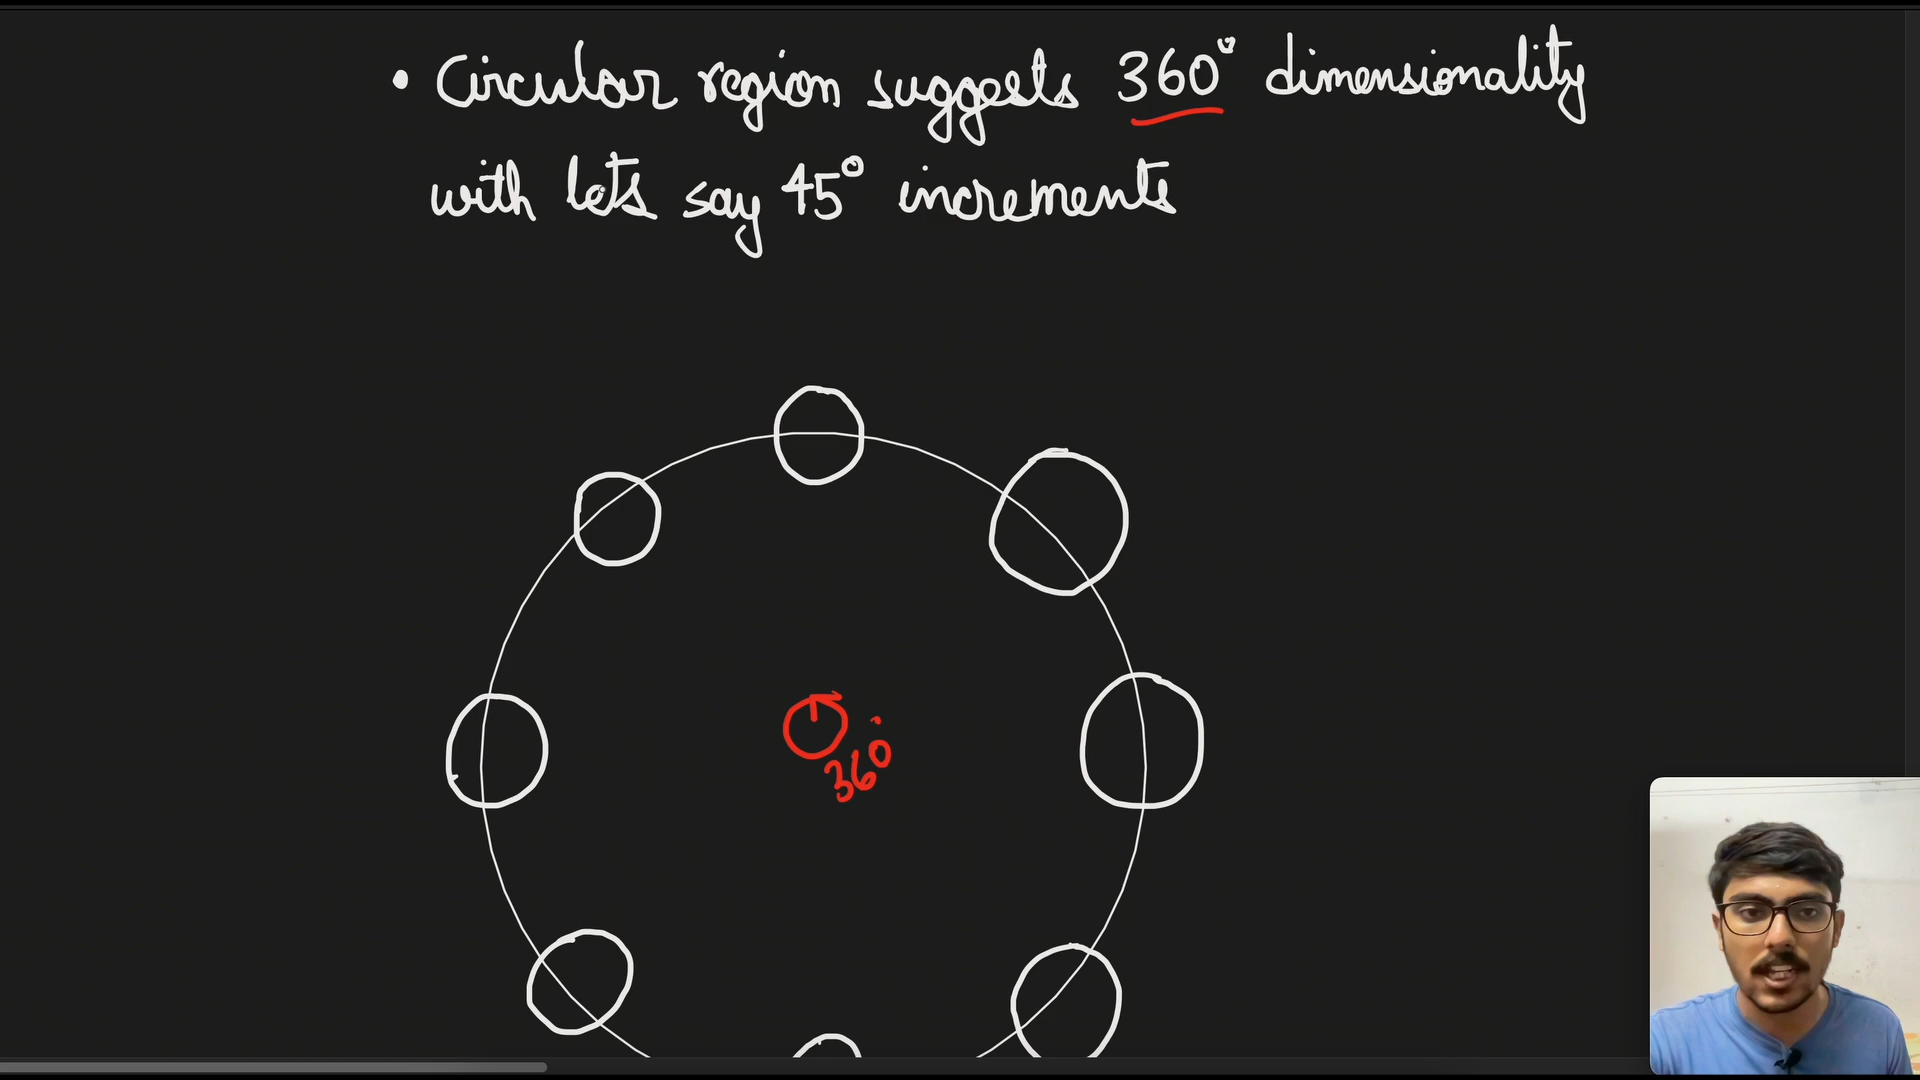 • Circular region suggests 360° dimensionality
with lets say 45° increments
360°